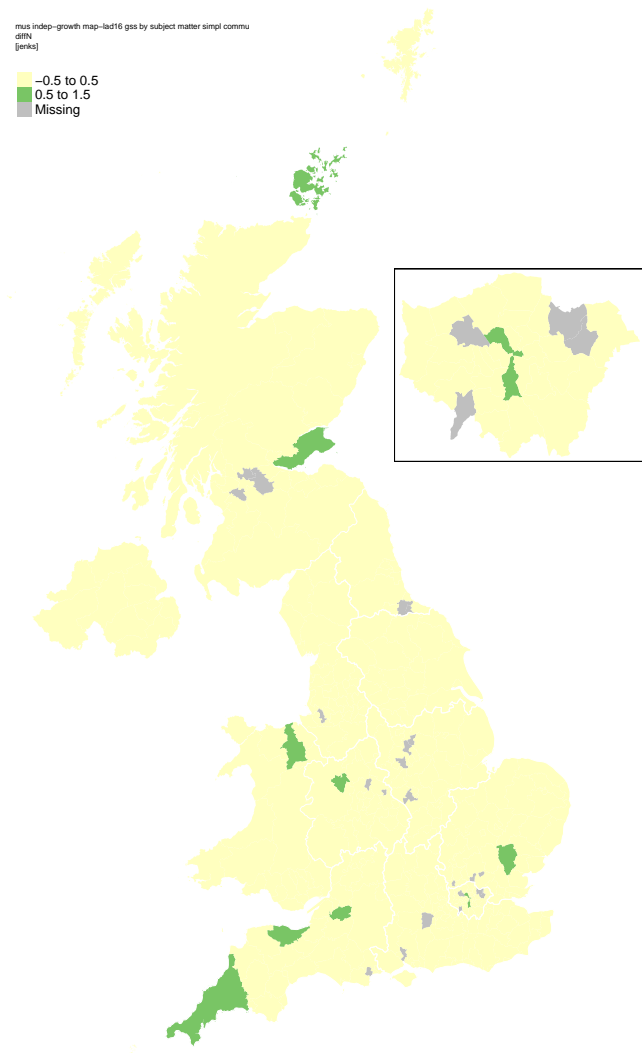 mus indep−growth map−lad16 gss by subject matter simpl commu
diffN
[jenks]
−0.5 to 0.5
0.5 to 1.5
Missing